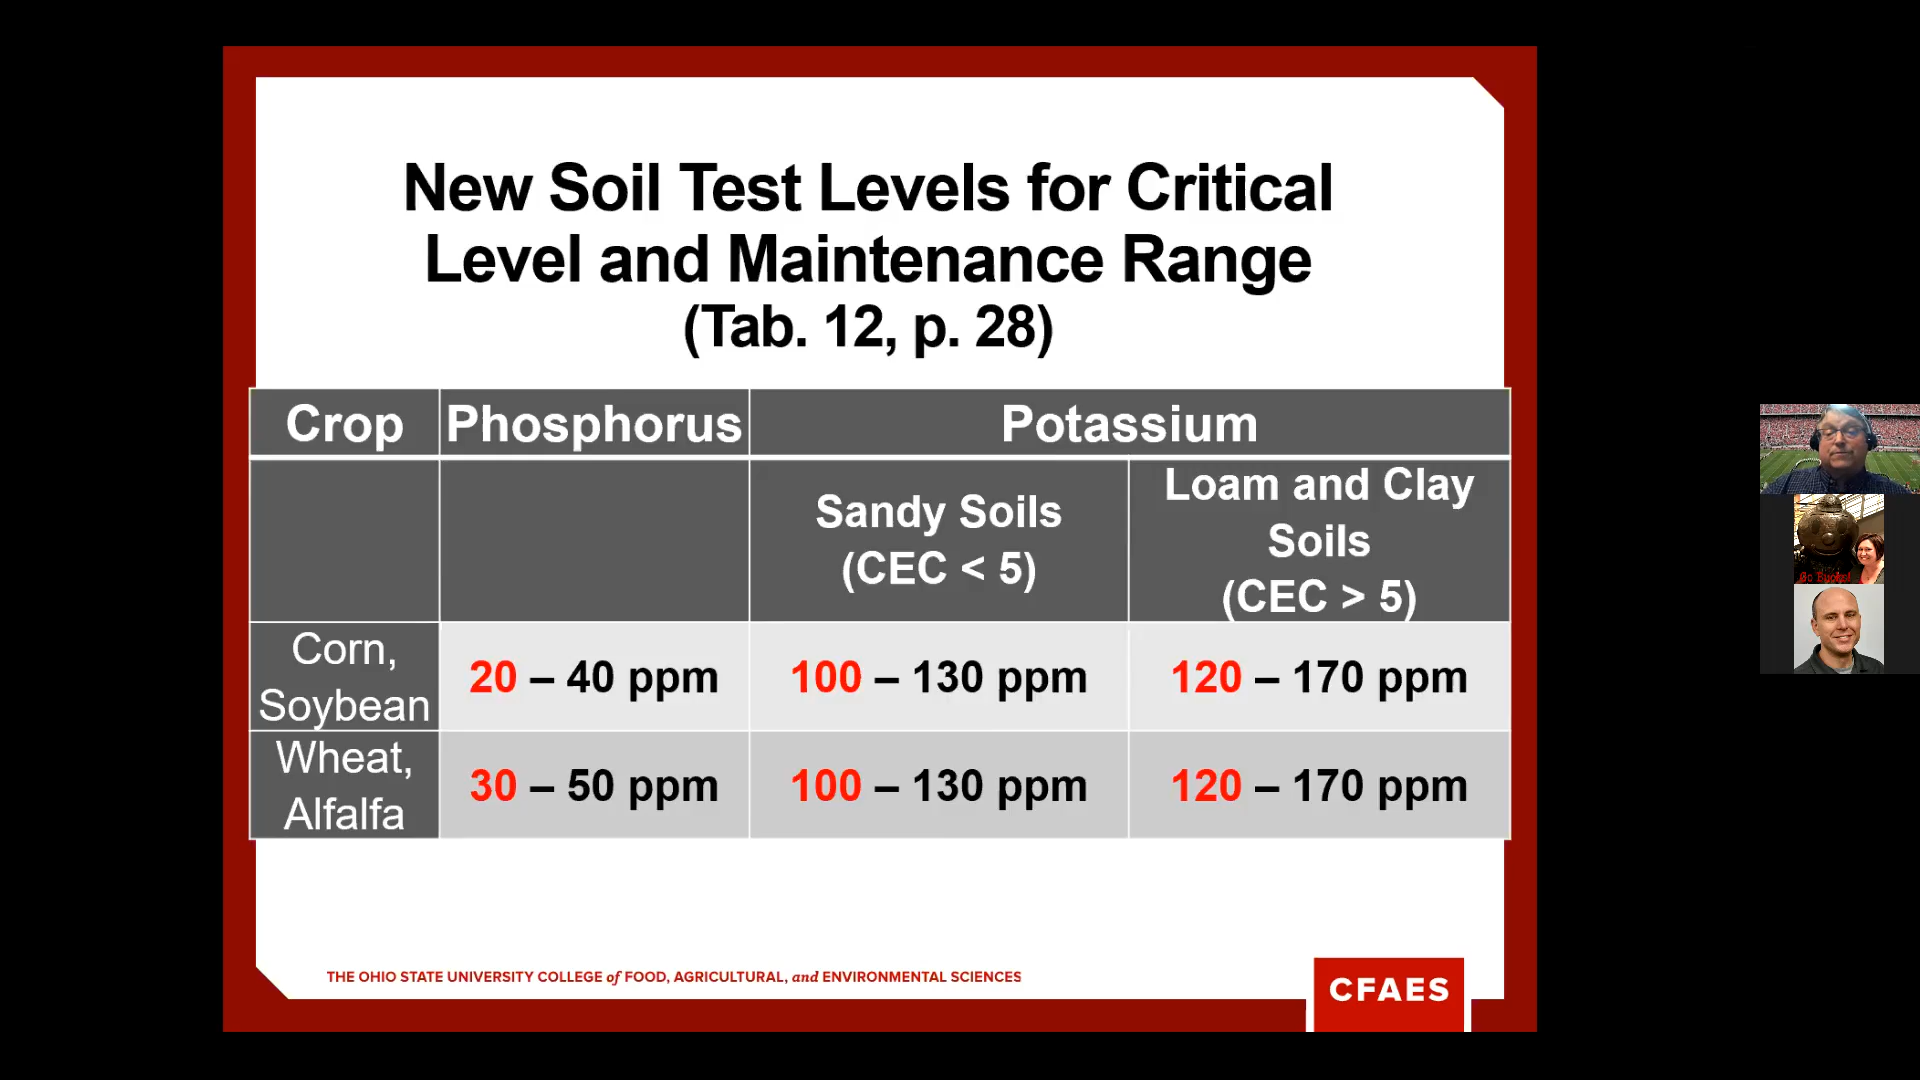 New Soil Test Levels for Critical
Level and Maintenance Range
(Tab. 12, p. 28)
Crop Phosphorus Potassium
Sandy Soils
(CEC < 5)
Loam and Clay
Soils
(CEC > 5)
Corn,
Soybean
20 – 40 ppm 100 – 130 ppm 120 – 170 ppm
Wheat,
Alfalfa
30 – 50 ppm 100 – 130 ppm 120 – 170 ppm
THE OHIO STATE UNIVERSITY COLLEGE of FOOD, AGRICULTURAL, and ENVIRONMENTAL SCIENCES
CFAES
Go Bucks!